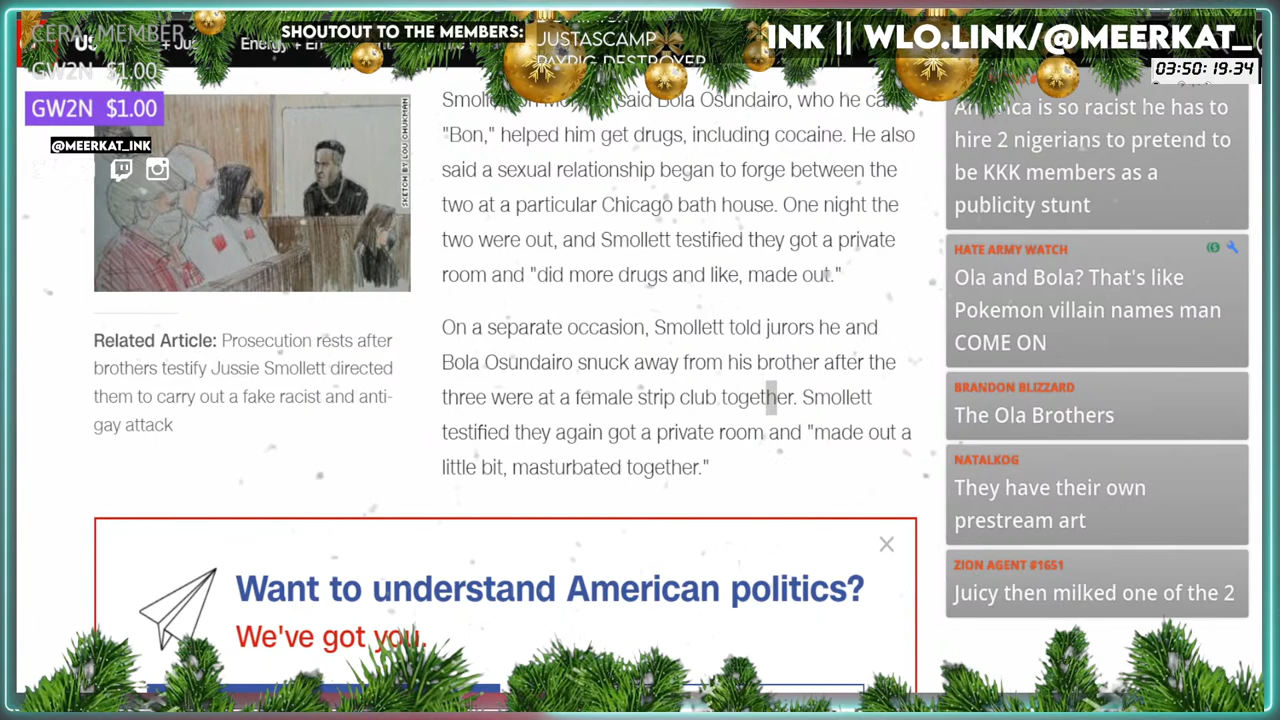 CERA_MEMBER
GW2N $1.00
GW2N $1.00
@MEERKAT_INK
SHOUTOUT TO THE MEMBERS:
JUSTASCAMP
PAYPIG DESTROYER
INK || WLO.LINK/@MEERKAT_
03:50:19.34
US
SKETCH BY LOU CHUKMAN
Related Article: Prosecution rests after
brothers testify Jussie Smollett directed
them to carry out a fake racist and anti-
gay attack
said Bola Osundairo, who he
"Bon," helped him get drugs, including cocaine. He also
said a sexual relationship began to forge between the
two at a particular Chicago bath house. One night the
two were out, and Smollett testified they got a private
room and "did more drugs and like, made out."
On a separate occasion, Smollett told jurors he and
Bola Osundairo snuck away from his brother after the
three were at a female strip club together. Smollett
testified they again got a private room and "made out a
little bit, masturbated together."
Want to understand American politics?
We've got you.
America is so racist he has to
hire 2 nigerians to pretend to
be KKK members as a
publicity stunt
HATE ARMY WATCH
Ola and Bola? That's like
Pokemon villain names man
COME ON
BRANDON BLIZZARD
The Ola Brothers
NATALKOG
They have their own
prestream art
ZION AGENT #1651
Juicy then milked one of the 2